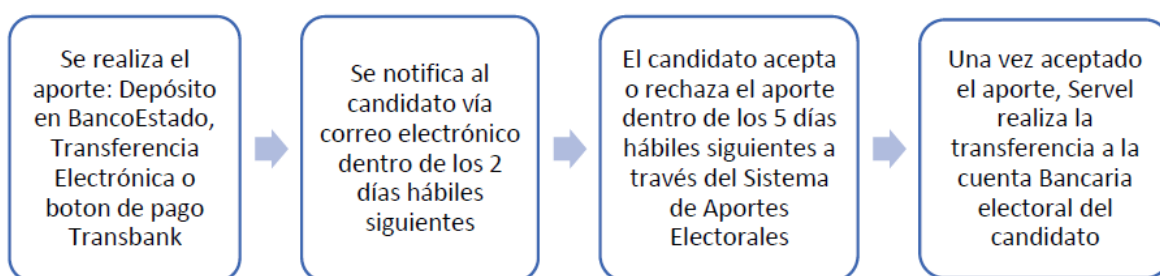 Se realiza el
aporte: Depósito
en BancoEstado,
Transferencia
Electrónica o
boton de pago
Transbank
Se notifica al
candidato vía
correo electrónico
dentro de los 2
días hábiles
siguientes
El candidato acepta
o rechaza el aporte
dentro de los 5 días
hábiles siguientes a
través del Sistema
de Aportes
Electorales
Una vez aceptado
el aporte, Servel
realiza la
transferencia a la
cuenta Bancaria
electoral del
candidato